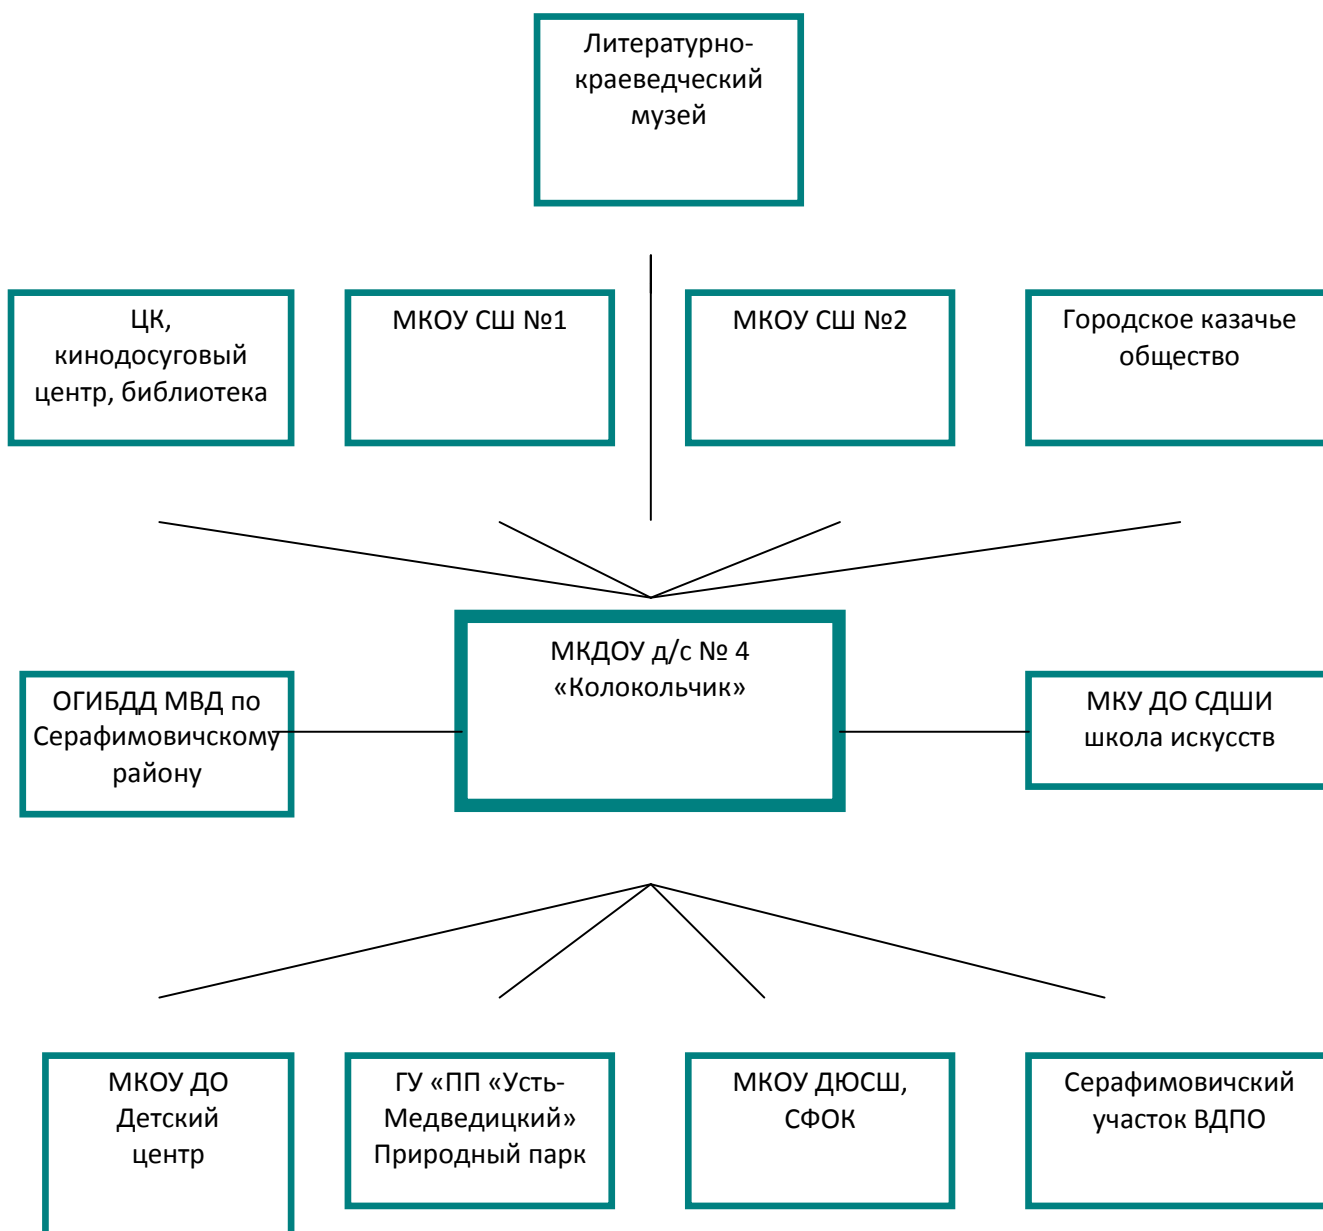 Литературно-
краеведческий
музей
ЦК,
кинодосуговый
центр, библиотека
МКОУ СШ №1
МКОУ СШ №2
Городское казачье
общество
МКДОУ д/с № 4
«Колокольчик»
ОГИБДД МВД по
Серафимовичскому
району
МКУ ДО СДШИ
школа искусств
МКОУ ДО
Детский
центр
ГУ «ПП «Усть-
Медведицкий»
Природный парк
МКОУ ДЮСШ,
СФОК
Серафимовичский
участок ВДПО